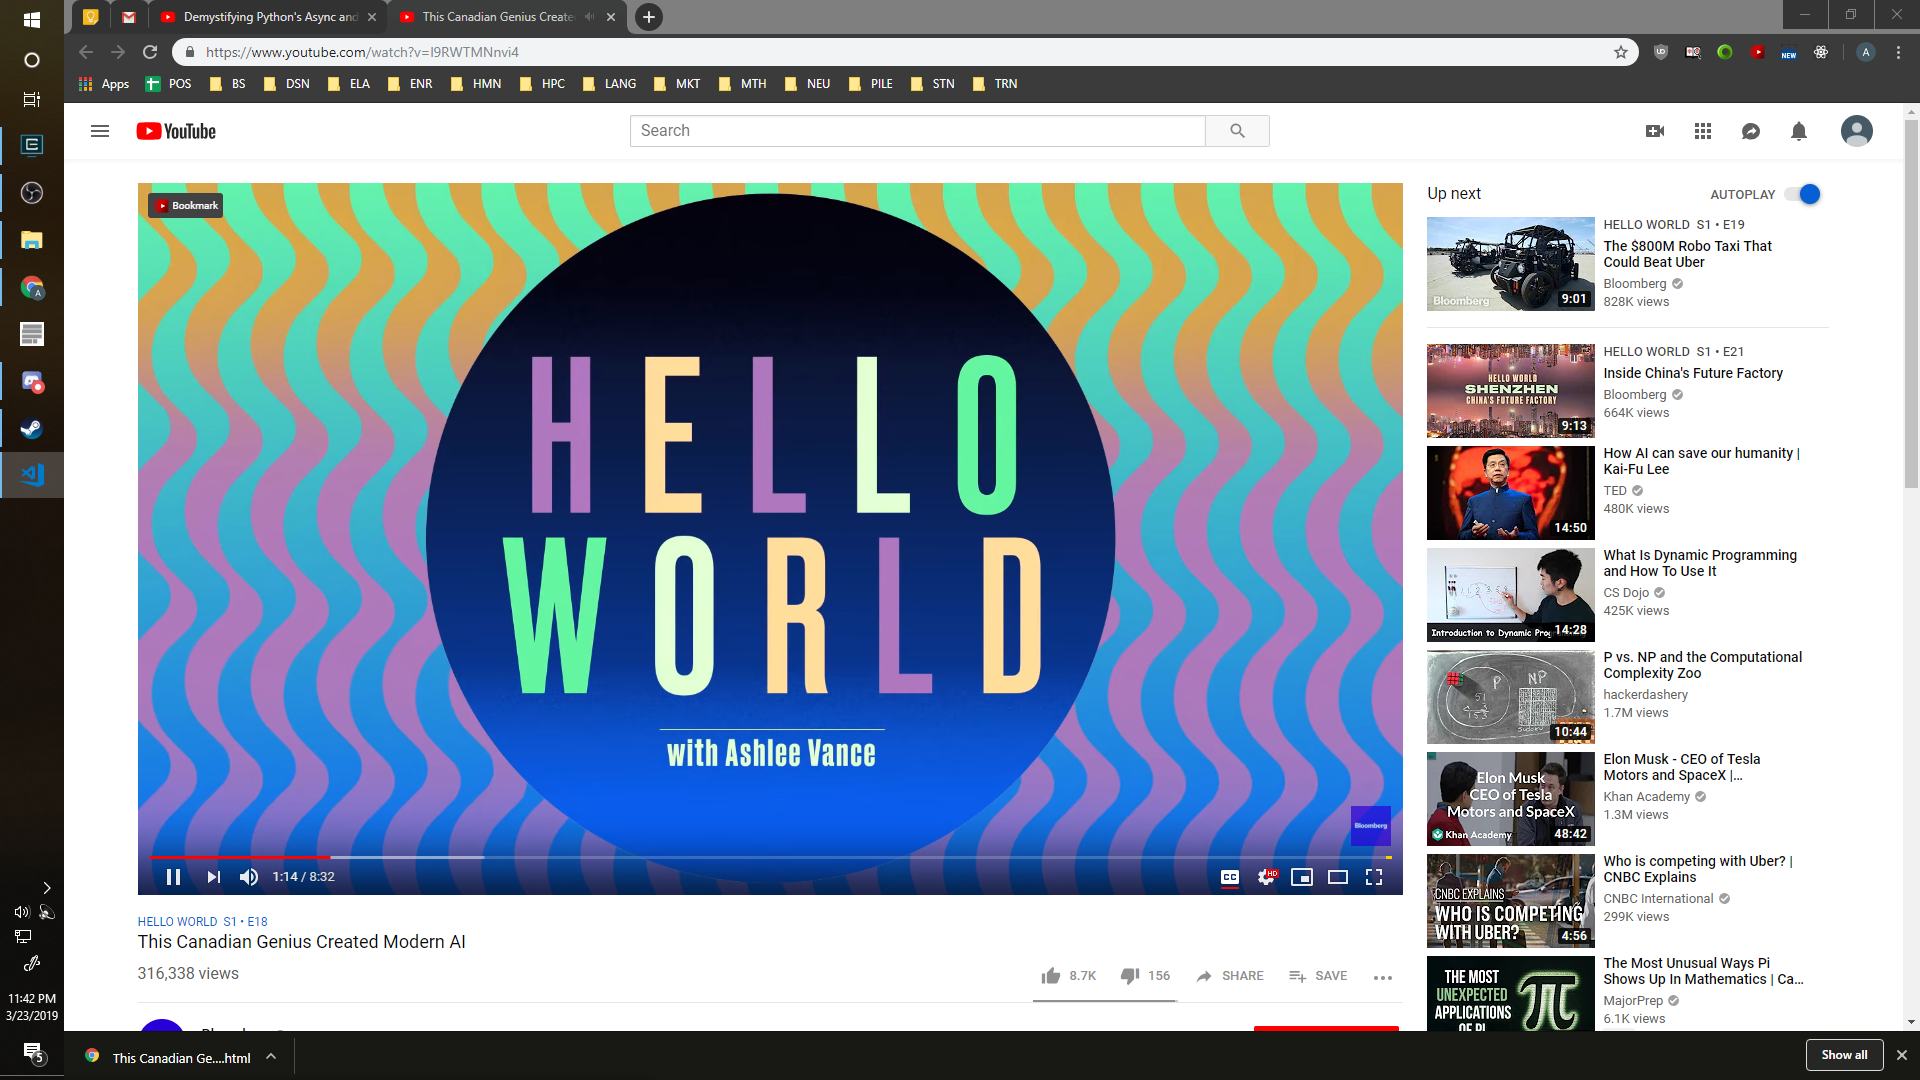 Demystifying Python's Async and
This Canadian Genius Create
https://www.youtube.com/watch?v=I9RWTMNnvi4
A
Apps
POS
BS
DSN
ELA
ENR
HMN
HPC
LANG
MKT
MTH
NEU
PILE
STN
TRN
NEW
YouTube
Search
Bookmark
HELLO
WORLD
with Ashlee Vance
Bloomberg
1:14 / 8:32
CC
HD
HELLO WORLD S1 • E18
This Canadian Genius Created Modern AI
316,338 views
8.7K
156
SHARE
SAVE
Up next
AUTOPLAY
Bloomberg
9:01
HELLO WORLD S1 • E19
The $800M Robo Taxi That
Could Beat Uber
Bloomberg
828K views
HELLO WORLD
SHENZHEN
CHINA'S FUTURE FACTORY
9:13
HELLO WORLD S1 • E21
Inside China's Future Factory
Bloomberg
664K views
14:50
How AI can save our humanity |
Kai-Fu Lee
TED
480K views
Introduction to Dynamic Prog
14:28
What Is Dynamic Programming
and How To Use It
CS Dojo
425K views
P
NP
10:44
P vs. NP and the Computational
Complexity Zoo
hackerdashery
1.7M views
Elon Musk
CEO of Tesla
Motors and SpaceX
Khan Academy
48:42
Elon Musk - CEO of Tesla
Motors and SpaceX |...
Khan Academy
1.3M views
CNBC EXPLAINS
WHO IS COMPETING
WITH UBER?
4:56
Who is competing with Uber? |
CNBC Explains
CNBC International
299K views
THE MOST
UNEXPECTED
APPLICATIONS
OF PI
π
The Most Unusual Ways Pi
Shows Up In Mathematics | Ca...
MajorPrep
6.1K views
11:42 PM
3/23/2019
5
This Canadian Ge....html
Show all